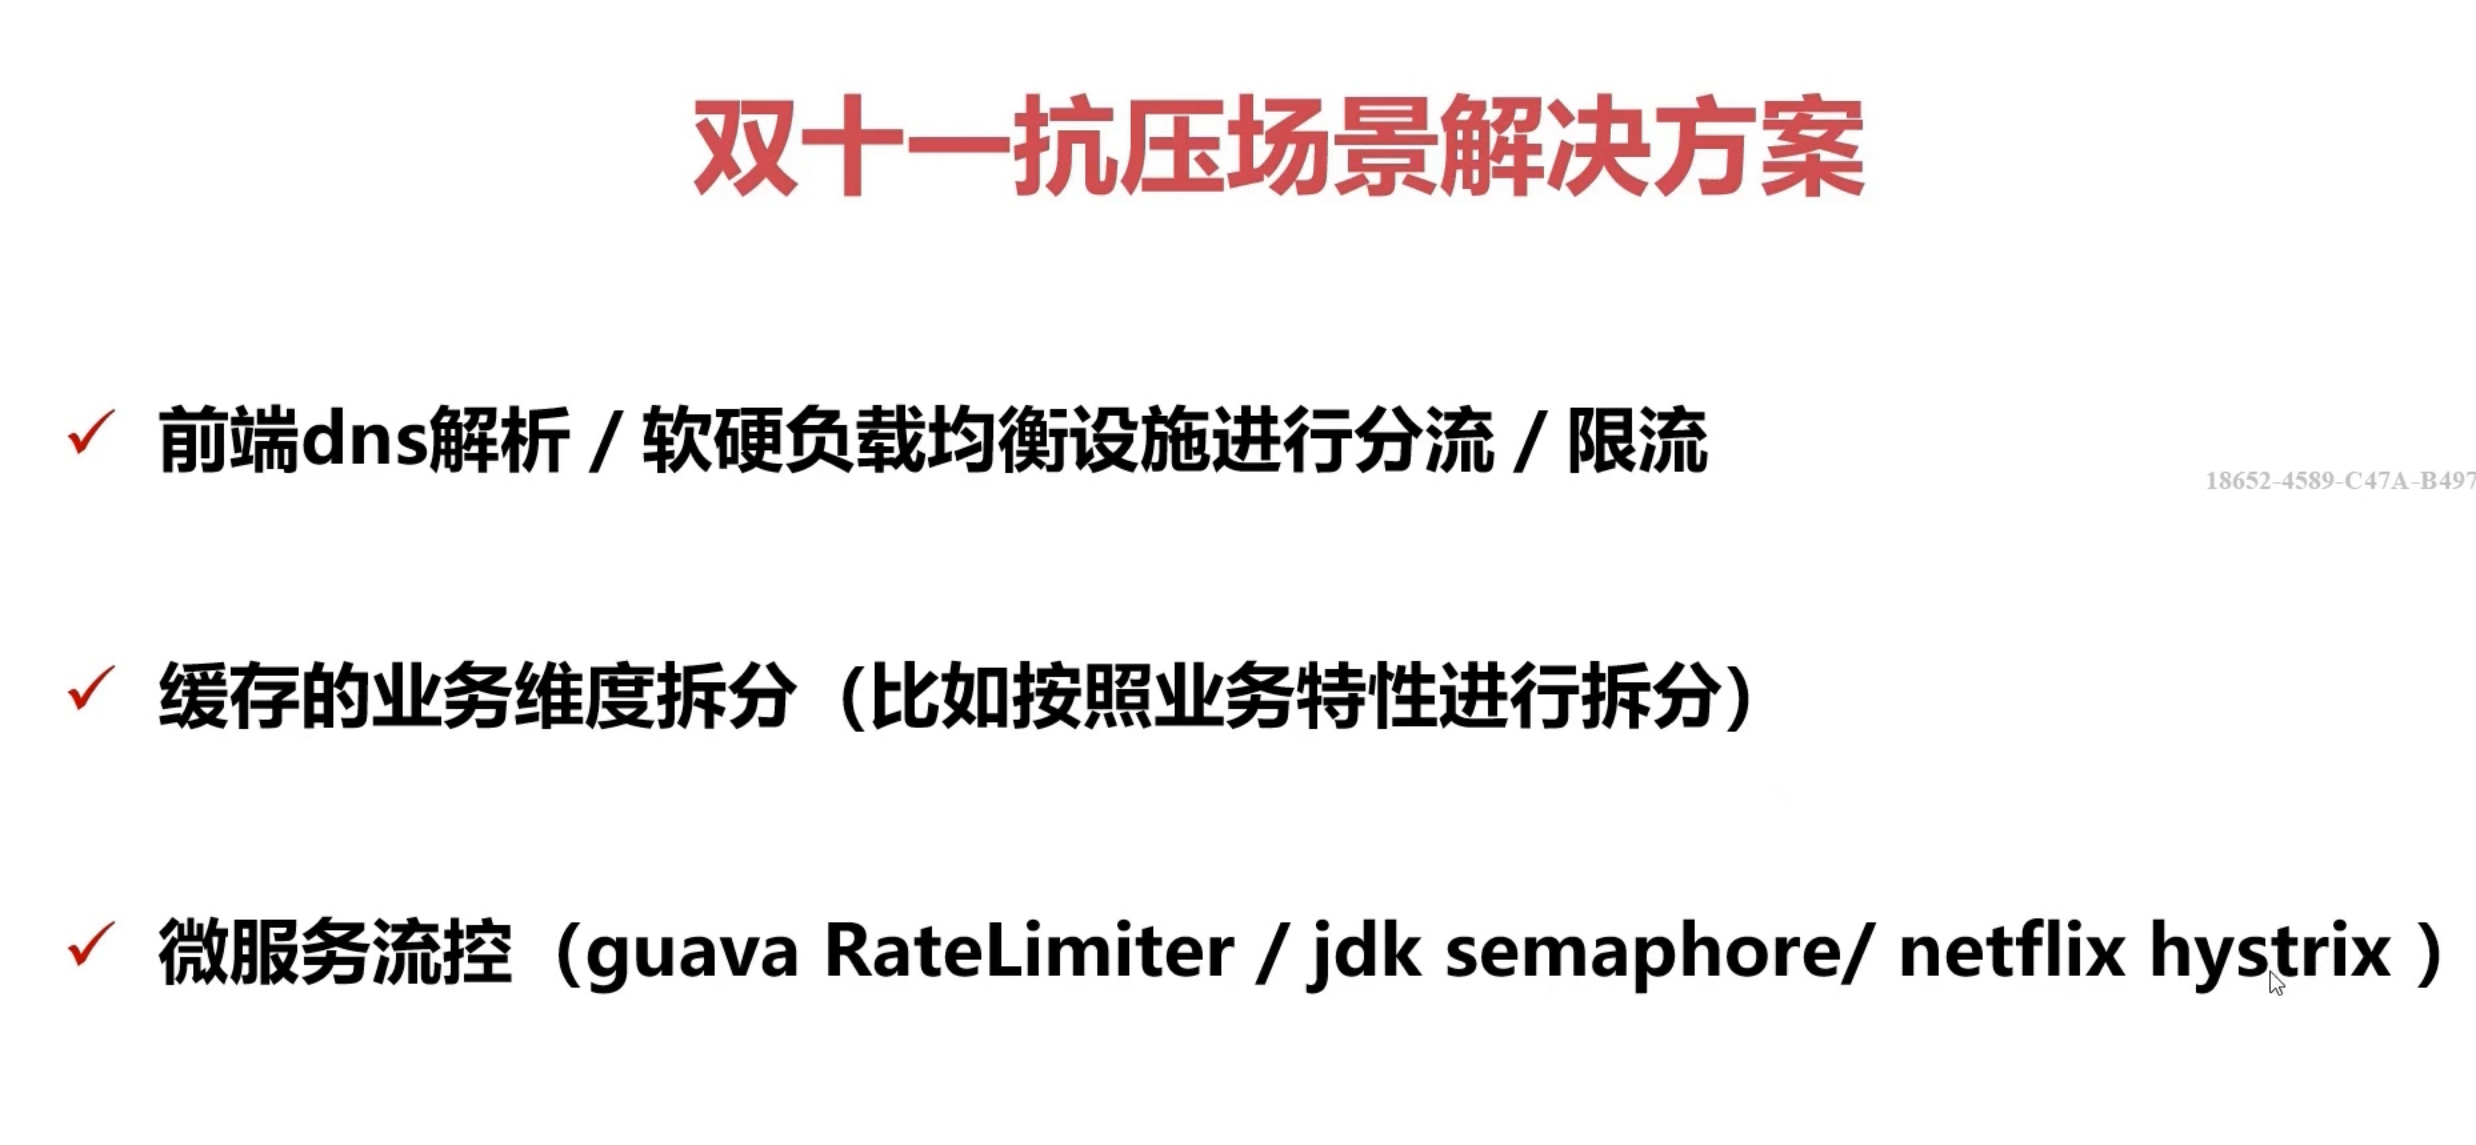 双十一抗压场景解决方案
前端dns解析 / 软硬负载均衡设施进行分流 / 限流
18652-4589-C47A-B497
缓存的业务维度拆分（比如按照业务特性进行拆分）
微服务流控（guava RateLimiter / jdk semaphore/ netflix hystrix ）